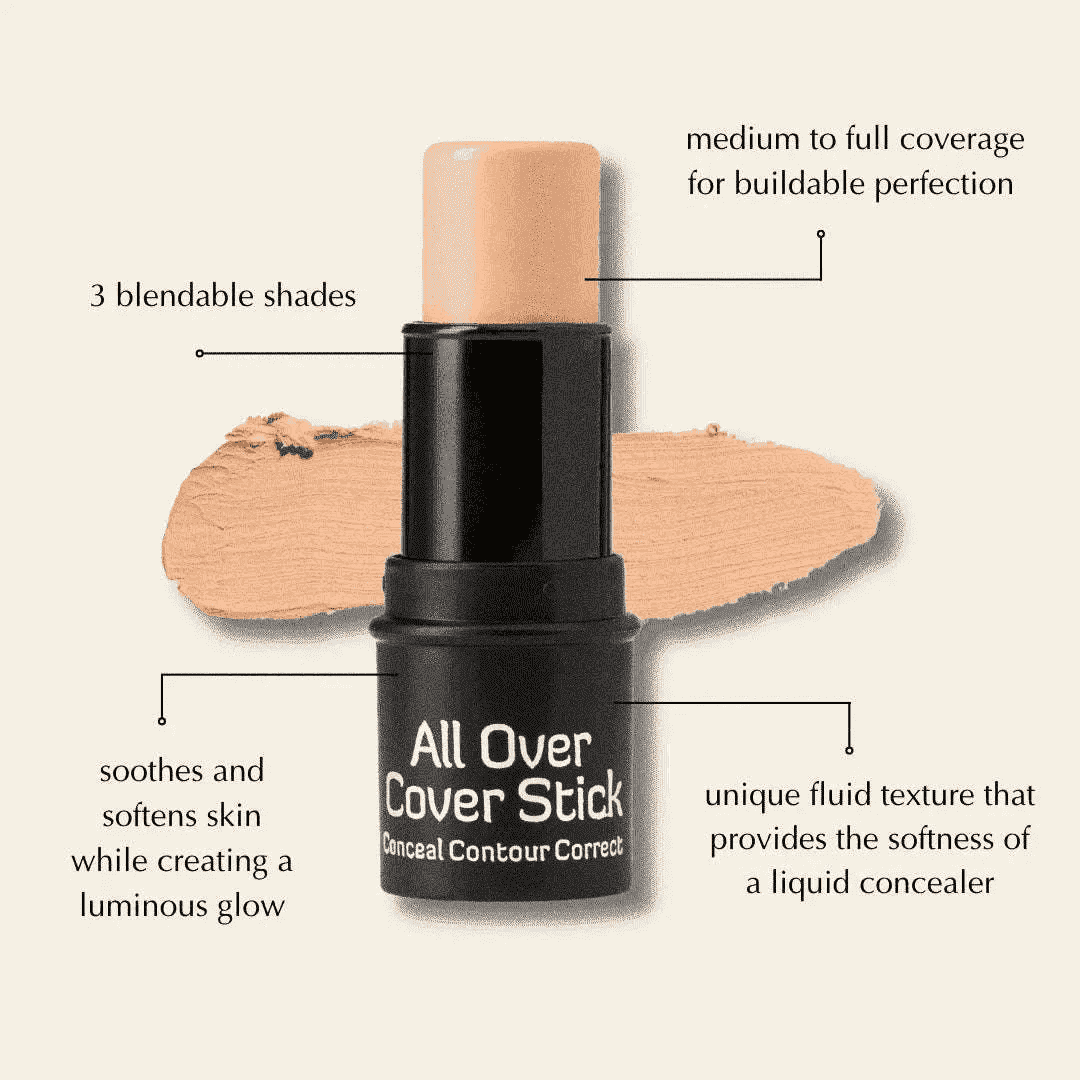 medium to full coverage
for buildable perfection
3 blendable shades
All Over
Cover Stick
Conceal Contour Correct
soothes and
softens skin
while creating a
luminous glow
unique fluid texture that
provides the softness of
a liquid concealer